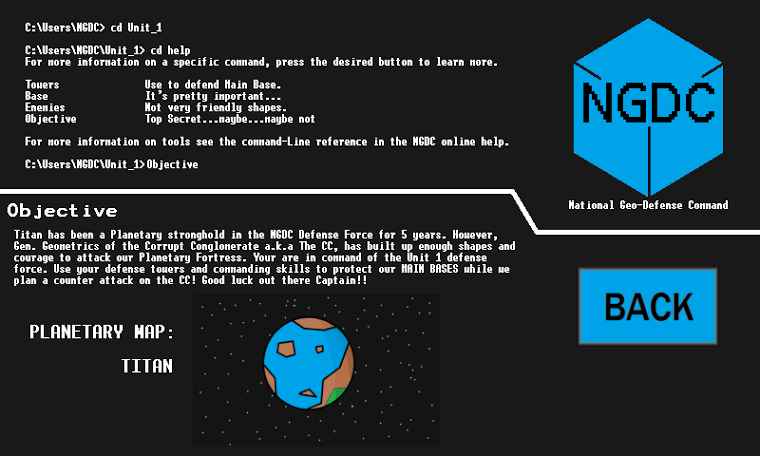 C:\Users\NGDC> cd Unit_1
C:\Users\NGDC\Unit_1> cd help
For more information on a specific command, press the desired button to learn more.
Towers Use to defend Main Base.
Base It's pretty important...
Enemies Not very friendly shapes.
Objective Top Secret...maybe...maybe not
For more information on tools see the command-Line reference in the NGDC online help.
C:\Users\NGDC\Unit_1>Objective
NGDC
National Geo-Defense Command
Objective
Titan has been a Planetary stronghold in the NGDC Defense Force for 5 years. However,
Gen. Geometrics of the Corrupt Conglomerate a.k.a The CC, has built up enough shapes and
courage to attack our Planetary Fortress. Your are in command of the Unit 1 defense
force. Use your defense towers and commanding skills to protect our MAIN BASES while we
plan a counter attack on the CC! Good luck out there Captain!!
BACK
PLANETARY MAP:
TITAN